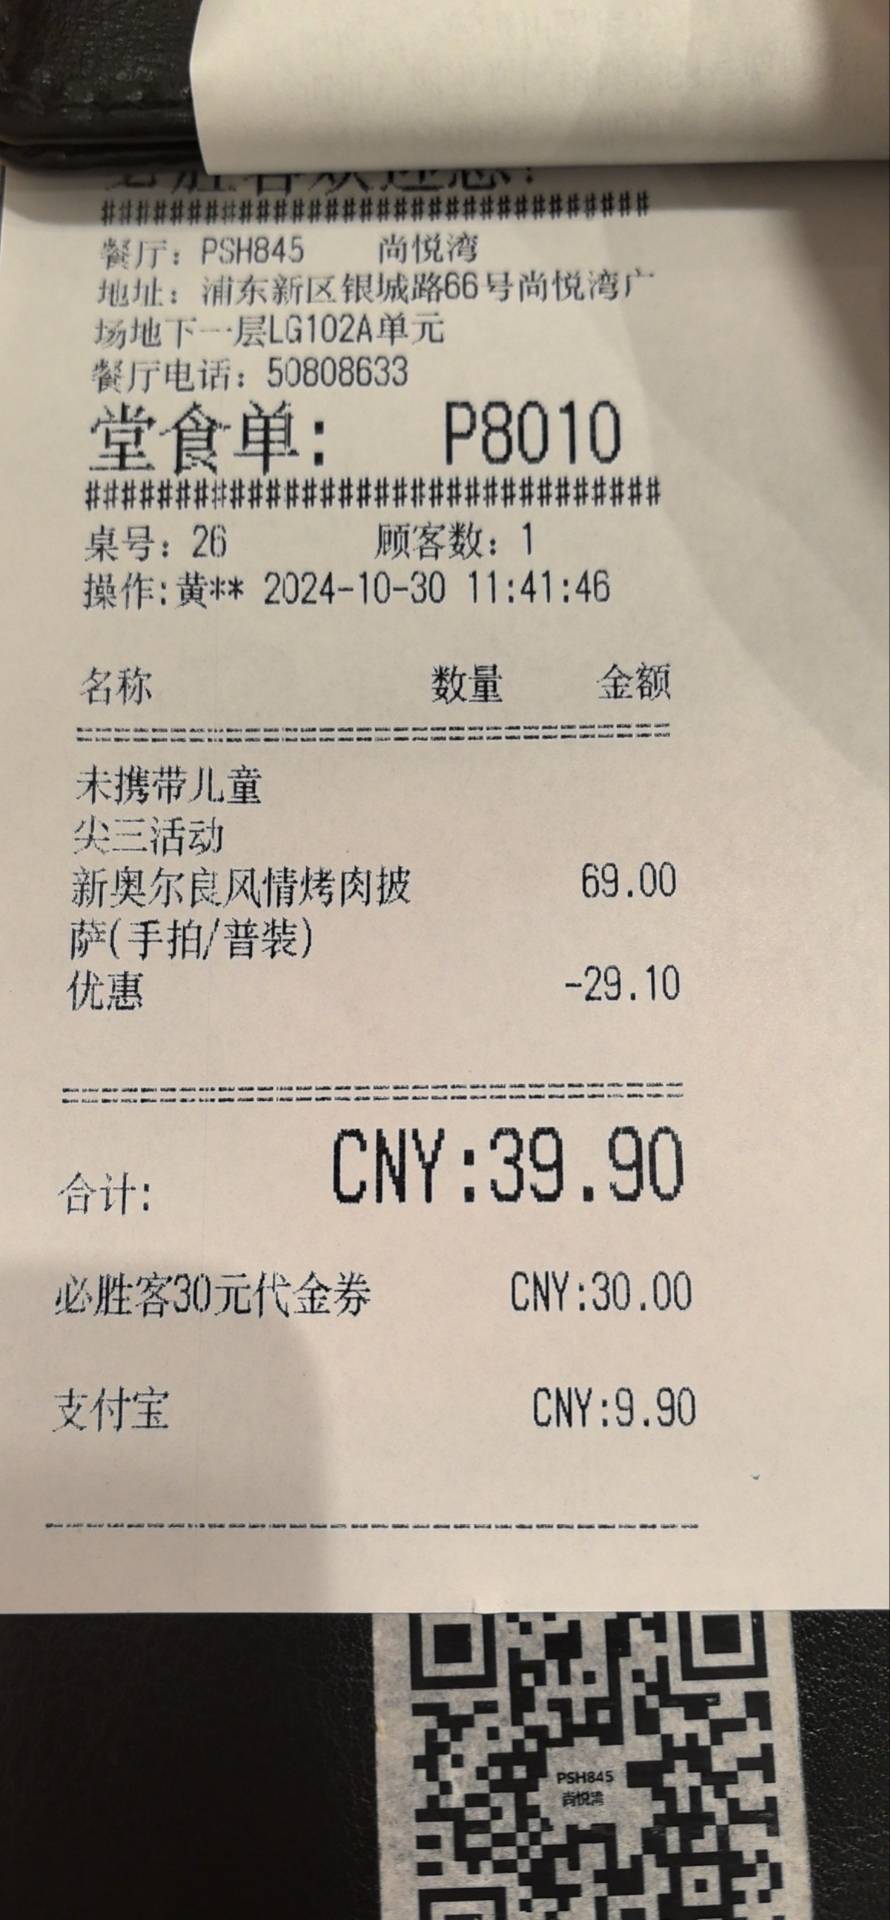 必胜客欢迎您!
################################
餐厅: PSH845 尚悦湾
地址: 浦东新区银城路66号尚悦湾广
场地下一层LG102A单元
餐厅电话: 50808633
堂食单: P8010
################################
桌号: 26 顾客数: 1
操作:黄** 2024-10-30 11:41:46
名称 数量 金额
未携带儿童
尖三活动
新奥尔良风情烤肉披 69.00
萨(手拍/普装)
优惠 -29.10
合计: CNY:39.90
必胜客30元代金券 CNY:30.00
支付宝 CNY:9.90
PSH845
尚悦湾